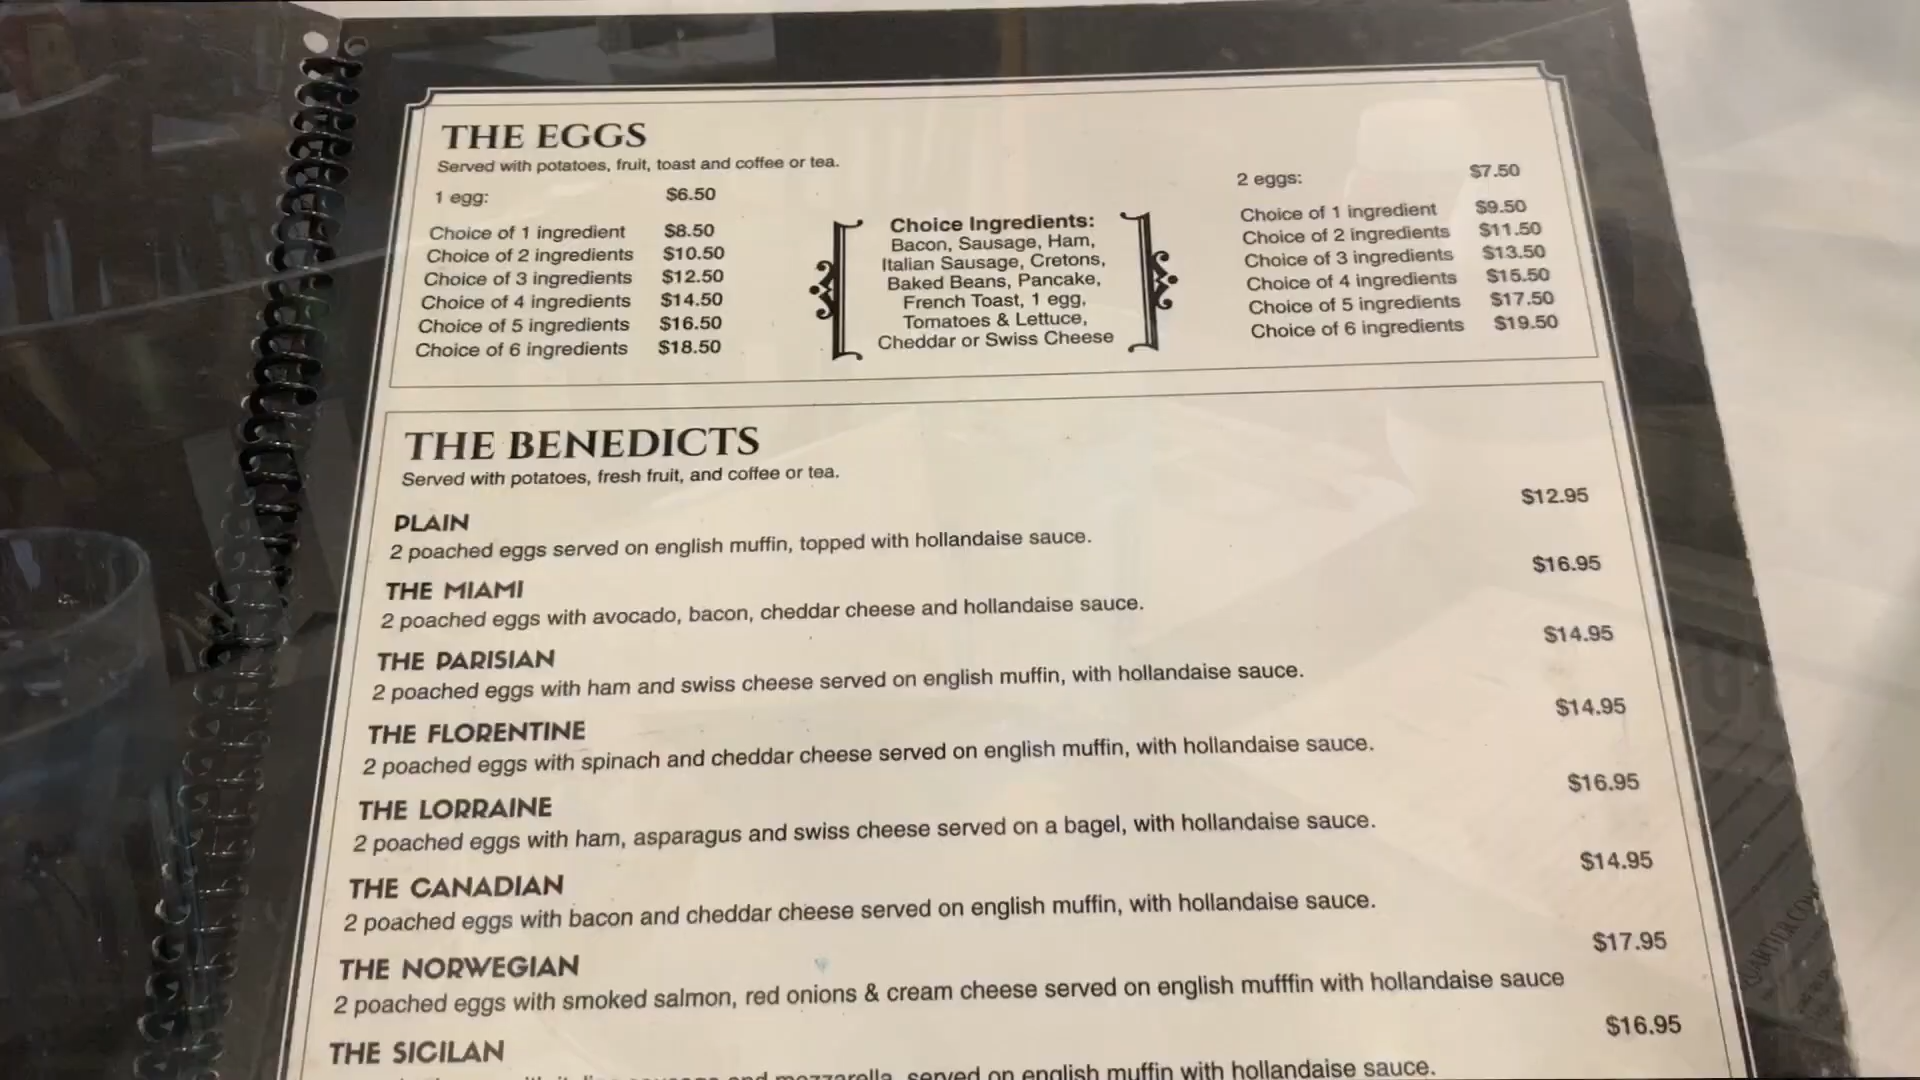 THE EGGS
Served with potatoes, fruit, toast and coffee or tea.
1 egg: $6.50
Choice of 1 ingredient $8.50
Choice of 2 ingredients $10.50
Choice of 3 ingredients $12.50
Choice of 4 ingredients $14.50
Choice of 5 ingredients $16.50
Choice of 6 ingredients $18.50
Choice Ingredients:
Bacon, Sausage, Ham,
Italian Sausage, Cretons,
Baked Beans, Pancake,
French Toast, 1 egg,
Tomatoes & Lettuce,
Cheddar or Swiss Cheese
2 eggs: $7.50
Choice of 1 ingredient $9.50
Choice of 2 ingredients $11.50
Choice of 3 ingredients $13.50
Choice of 4 ingredients $15.50
Choice of 5 ingredients $17.50
Choice of 6 ingredients $19.50
THE BENEDICTS
Served with potatoes, fresh fruit, and coffee or tea.
PLAIN $12.95
2 poached eggs served on english muffin, topped with hollandaise sauce.
THE MIAMI $16.95
2 poached eggs with avocado, bacon, cheddar cheese and hollandaise sauce.
THE PARISIAN $14.95
2 poached eggs with ham and swiss cheese served on english muffin, with hollandaise sauce.
THE FLORENTINE $14.95
2 poached eggs with spinach and cheddar cheese served on english muffin, with hollandaise sauce.
THE LORRAINE $16.95
2 poached eggs with ham, asparagus and swiss cheese served on a bagel, with hollandaise sauce.
THE CANADIAN $14.95
2 poached eggs with bacon and cheddar cheese served on english muffin, with hollandaise sauce.
THE NORWEGIAN $17.95
2 poached eggs with smoked salmon, red onions & cream cheese served on english mufffin with hollandaise sauce
THE SICILAN $16.95
and mozzarella, served on english muffin with hollandaise sauce.